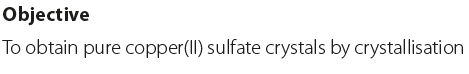 Objective
To obtain pure copper(II) sulfate crystals by crystallisation